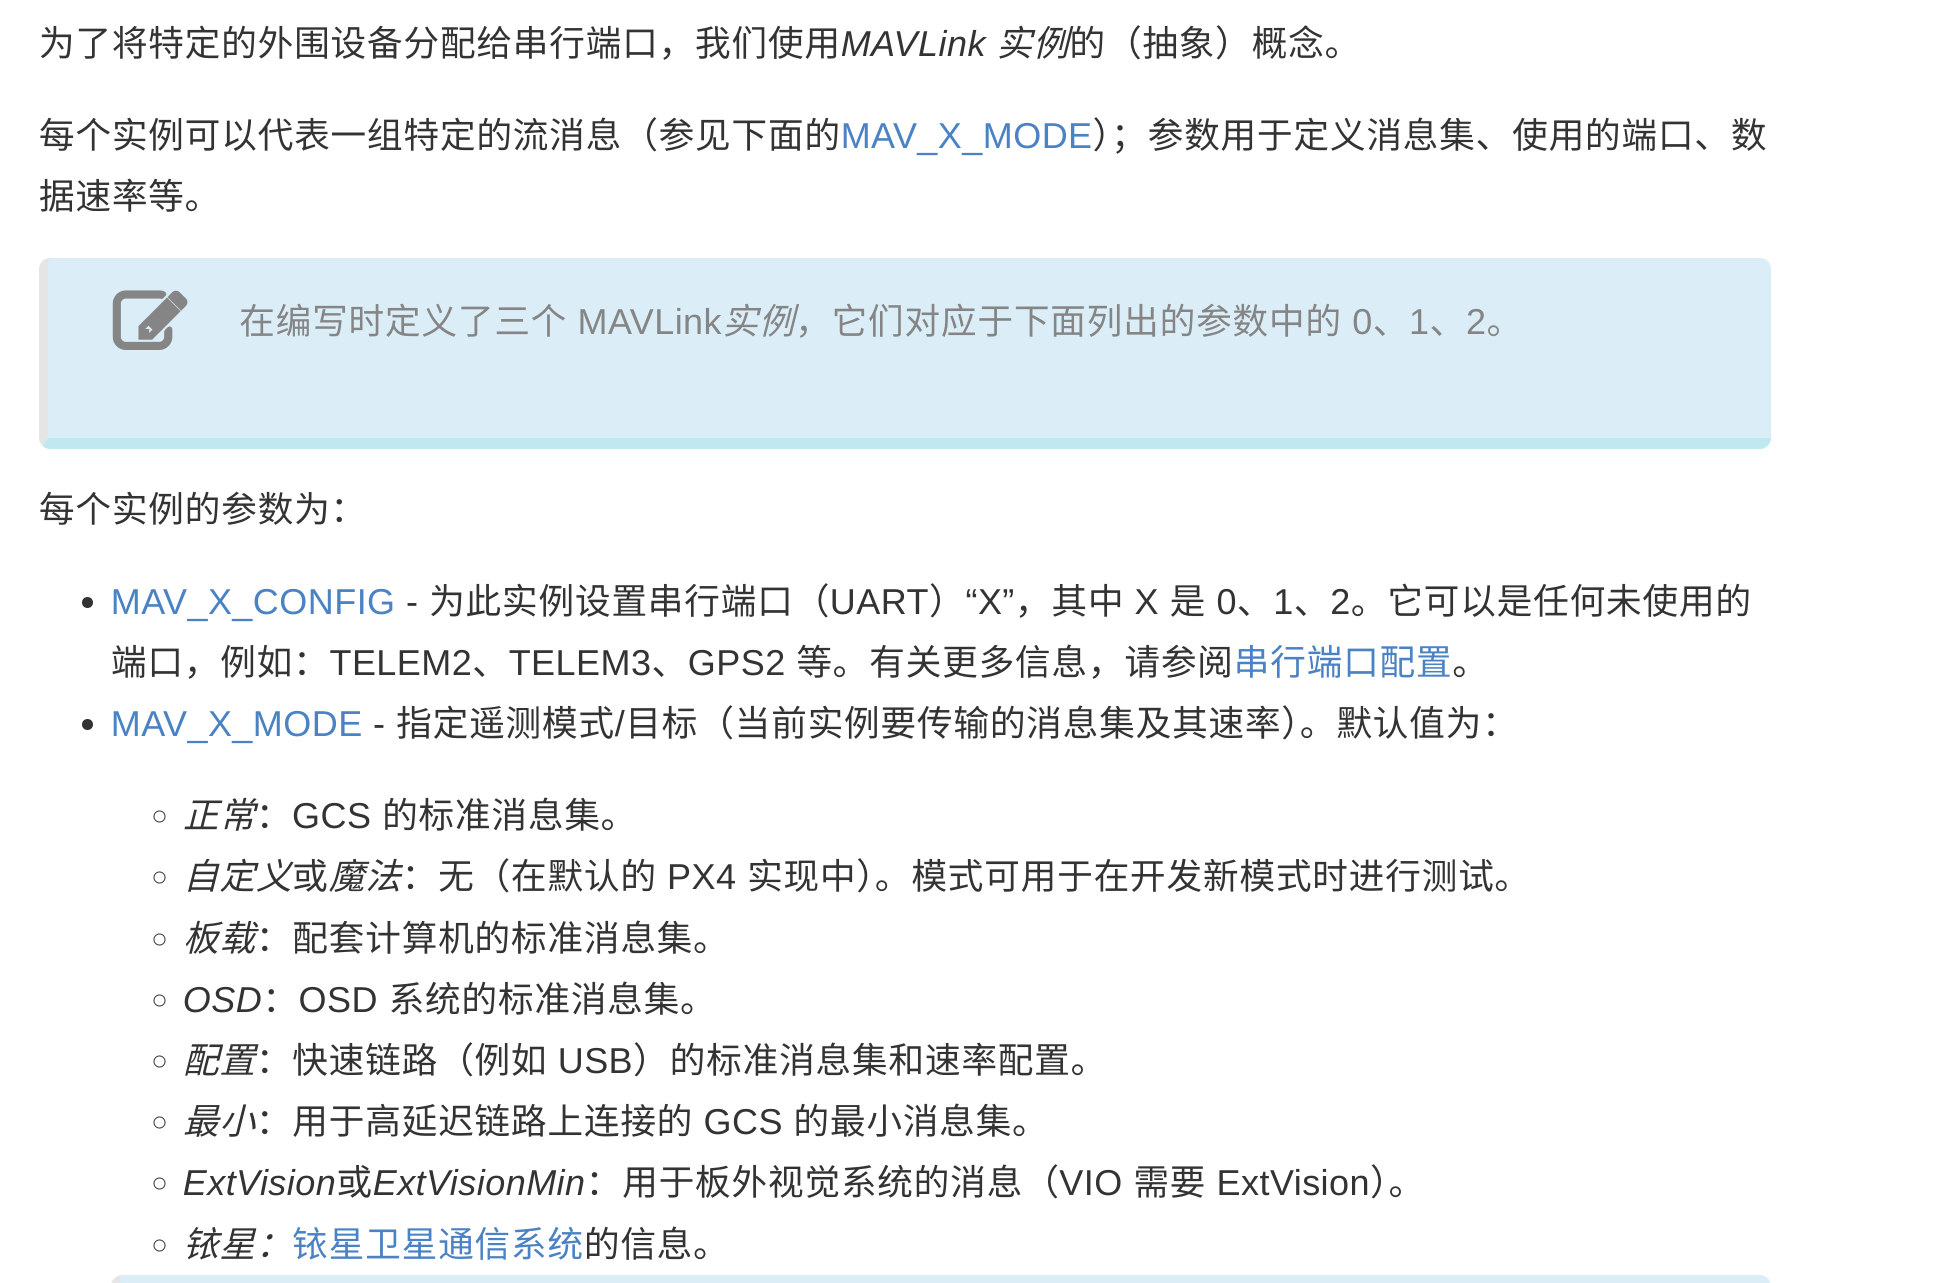 为了将特定的外围设备分配给串行端口，我们使用MAVLink 实例的（抽象）概念。
每个实例可以代表一组特定的流消息（参见下面的MAV_X_MODE）；参数用于定义消息集、使用的端口、数
据速率等。
在编写时定义了三个 MAVLink实例，它们对应于下面列出的参数中的 0、1、2。
每个实例的参数为：
• MAV_X_CONFIG - 为此实例设置串行端口（UART）“X”，其中 X 是 0、1、2。它可以是任何未使用的
端口，例如：TELEM2、TELEM3、GPS2 等。有关更多信息，请参阅串行端口配置。
• MAV_X_MODE - 指定遥测模式/目标（当前实例要传输的消息集及其速率）。默认值为：
◦ 正常：GCS 的标准消息集。
◦ 自定义或魔法：无（在默认的 PX4 实现中）。模式可用于在开发新模式时进行测试。
◦ 板载：配套计算机的标准消息集。
◦ OSD：OSD 系统的标准消息集。
◦ 配置：快速链路（例如 USB）的标准消息集和速率配置。
◦ 最小：用于高延迟链路上连接的 GCS 的最小消息集。
◦ ExtVision或ExtVisionMin：用于板外视觉系统的消息（VIO 需要 ExtVision）。
◦ 铱星：铱星卫星通信系统的信息。